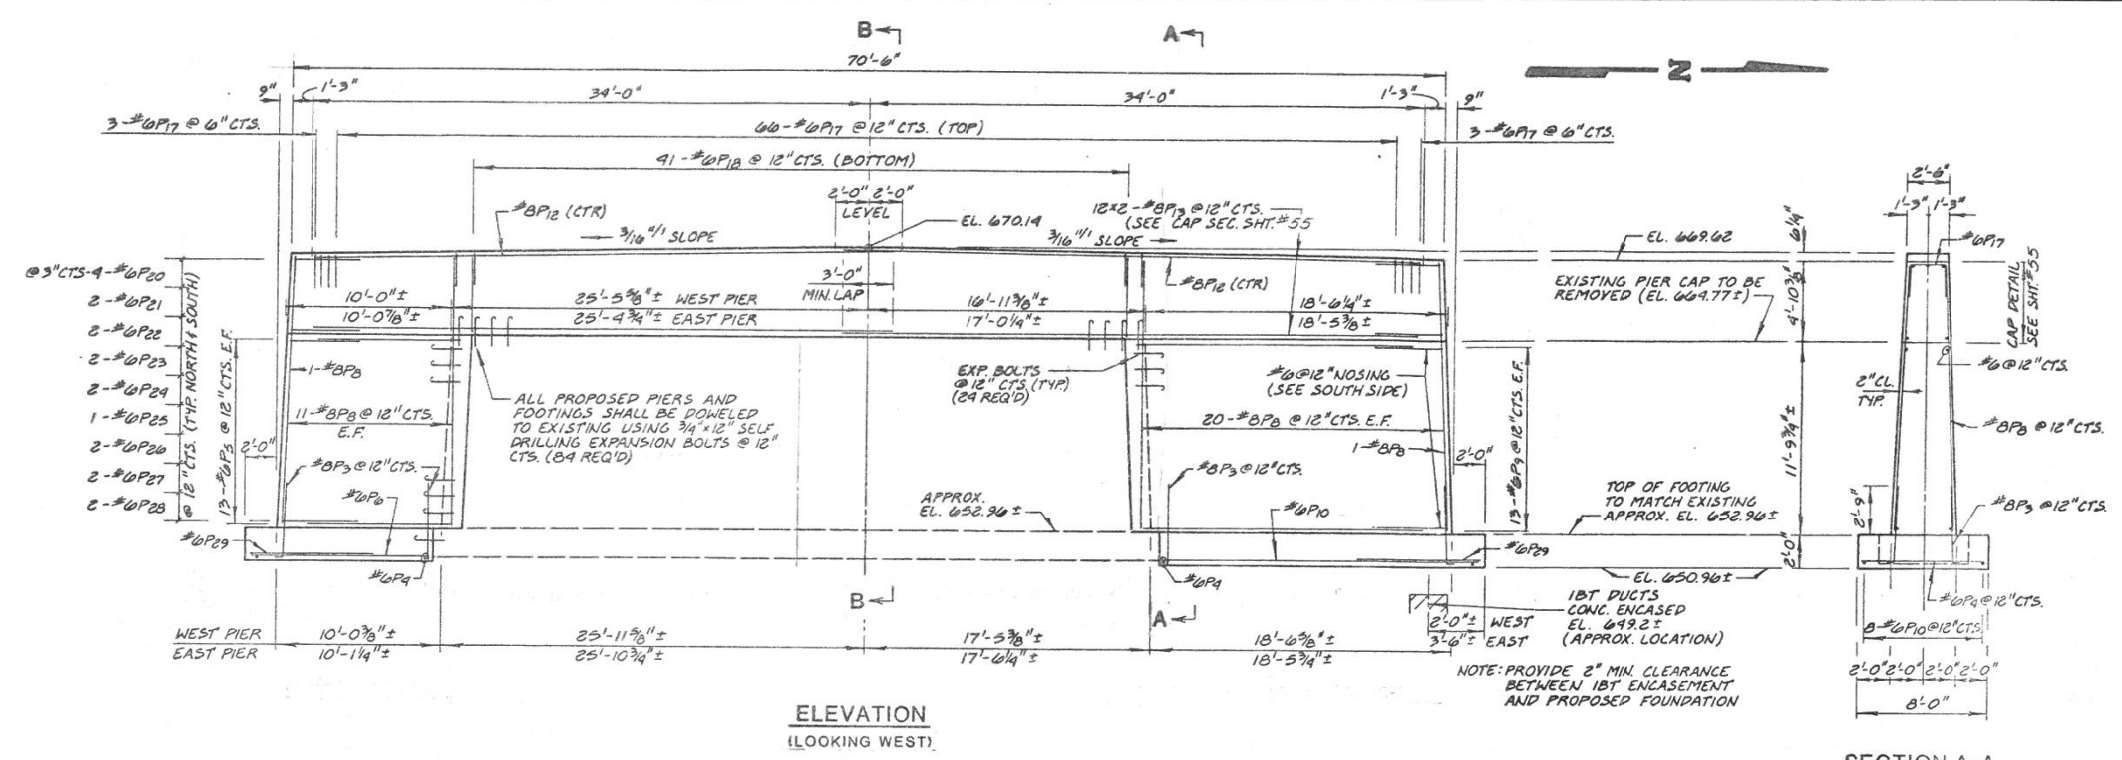 B A
70'-6"
9" 1'-3" 34'-0" 34'-0" 1'-3" 9"
3-#6P17 @ 6" CTS. 66-#6P17 @ 12" CTS. (TOP) 3-#6P17 @ 6" CTS.
N
41-#6P18 @ 12" CTS. (BOTTOM)
2'-0" 2'-0"
LEVEL
#8P12 (CTR)
3/16"/1' SLOPE
EL. 670.14
12x2-#8P13 @ 12" CTS.
(SEE CAP SEC. SHT. #55
3/16"/1' SLOPE
#8P12 (CTR)
3'-0"
MIN. LAP
10'-0"± 25'-5 5/8"± WEST PIER 16'-11 3/8"± 18'-6 1/4"±
10'-0 7/8"± 25'-4 3/4"± EAST PIER 17'-0 1/4"± 18'-5 3/8"±
@ 3" CTS-4-#6P20
2-#6P21
2-#6P22
2-#6P23
2-#6P24
1-#6P25
2-#6P26
2-#6P27
2-#6P28
@ 12" CTS. (TYP. NORTH & SOUTH)
13-#6P5 @ 12" CTS. E.F.
2'-0"
1-#8P8
11-#8P8 @ 12" CTS.
E.F.
#8P3 @ 12" CTS.
#6P6
#6P29
#6P4
ALL PROPOSED PIERS AND
FOOTINGS SHALL BE DOWELED
TO EXISTING USING 3/4"x12" SELF
DRILLING EXPANSION BOLTS @ 12"
CTS. (84 REQ'D)
EXP. BOLTS
@ 12" CTS. (TYP.)
(24 REQ'D)
#6 @ 12" NOSING
(SEE SOUTH SIDE)
20-#8P8 @ 12" CTS. E.F.
1-#8P8
#8P3 @ 12" CTS.
#6P10
2'-0"
13-#6P9 @ 12" CTS. E.F.
#6P29
#6P4
APPROX.
EL. 652.96±
EL. 669.62
EXISTING PIER CAP TO BE
REMOVED (EL. 664.77±)
TOP OF FOOTING
TO MATCH EXISTING
APPROX. EL. 652.96±
EL. 650.96±
6 1/4"
4'-10 3/8"
11'-9 3/4"±
2'-0"
B A
IBT DUCTS
CONC. ENCASED
EL. 649.2±
(APPROX. LOCATION)
2'-0"± WEST
3'-6"± EAST
WEST PIER 10'-0 3/8"± 25'-11 5/8"± 17'-5 3/8"± 18'-6 5/8"±
EAST PIER 10'-1 1/4"± 25'-10 3/4"± 17'-6 1/4"± 18'-5 3/4"±
NOTE: PROVIDE 2" MIN. CLEARANCE
BETWEEN IBT ENCASEMENT
AND PROPOSED FOUNDATION
ELEVATION
(LOOKING WEST)
2'-6"
1'-3" 1'-3"
#6P17
CAP DETAIL
SEE SHT. #55
#6 @ 12" CTS.
2" CL.
TYP.
#8P8 @ 12" CTS.
2'-9"
#8P3 @ 12" CTS.
#6P4 @ 12" CTS.
8-#6P10 @ 12" CTS.
2'-0" 2'-0" 2'-0" 2'-0"
8'-0"
SECTION A-A